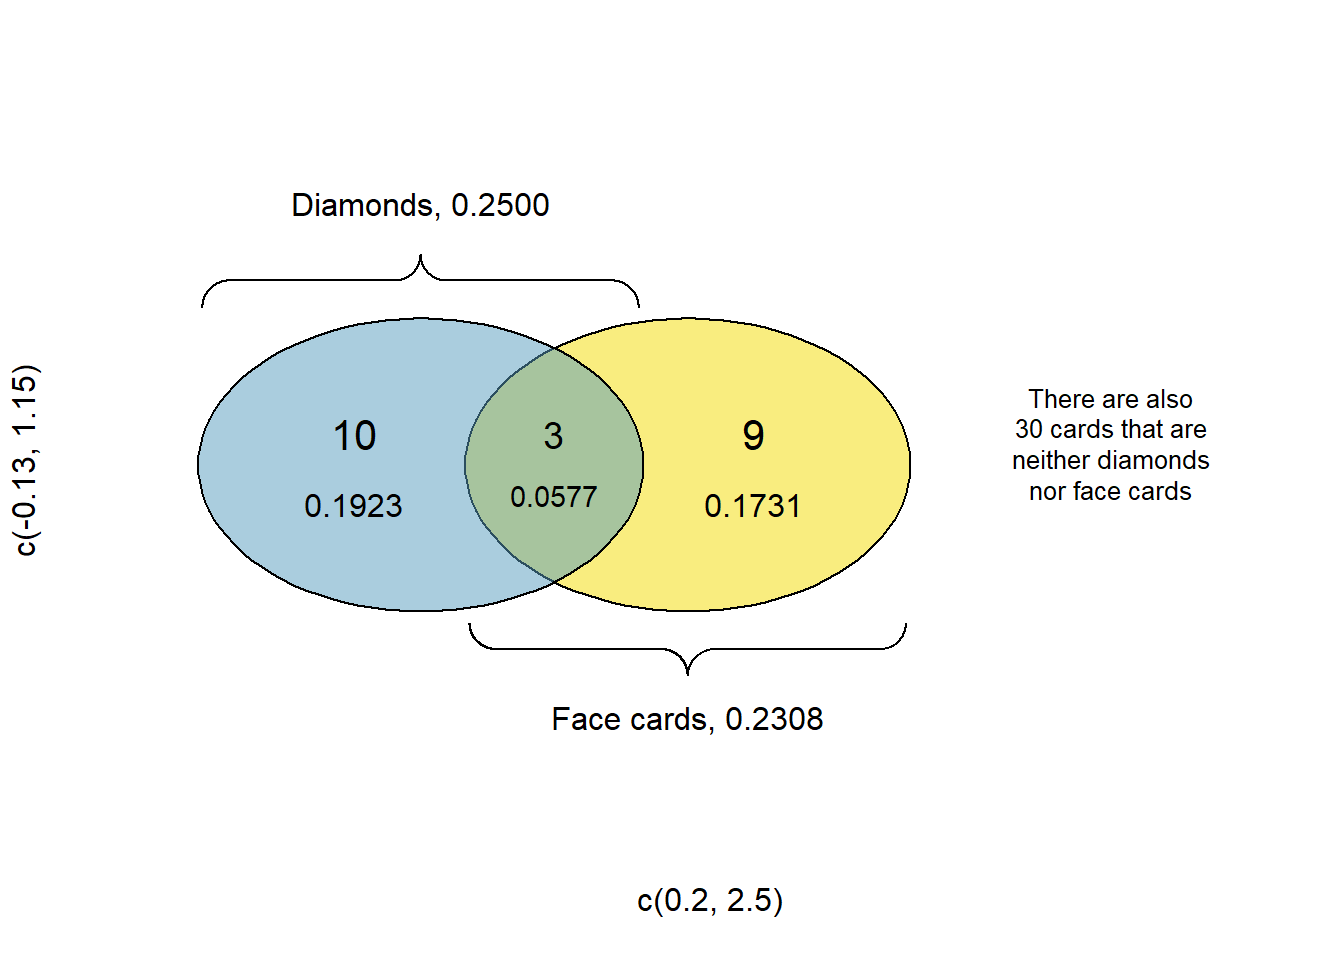 Diamonds, 0.2500
c(-0.13, 1.15)
10
3
9
0.1923
0.0577
0.1731
There are also
30 cards that are
neither diamonds
nor face cards
Face cards, 0.2308
c(0.2, 2.5)